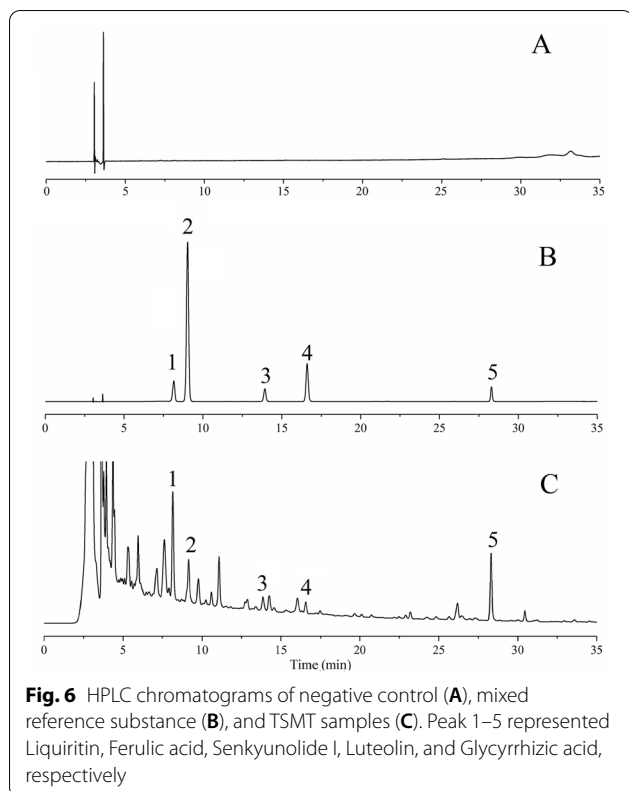 A
0 5 10 15 20 25 30 35
2
B
1 3 4 5
0 5 10 15 20 25 30 35
C
1
2 3 4 5
0 5 10 15 20 25 30 35
Time (min)
Fig. 6 HPLC chromatograms of negative control (A), mixed
reference substance (B), and TSMT samples (C). Peak 1–5 represented
Liquiritin, Ferulic acid, Senkyunolide I, Luteolin, and Glycyrrhizic acid,
respectively